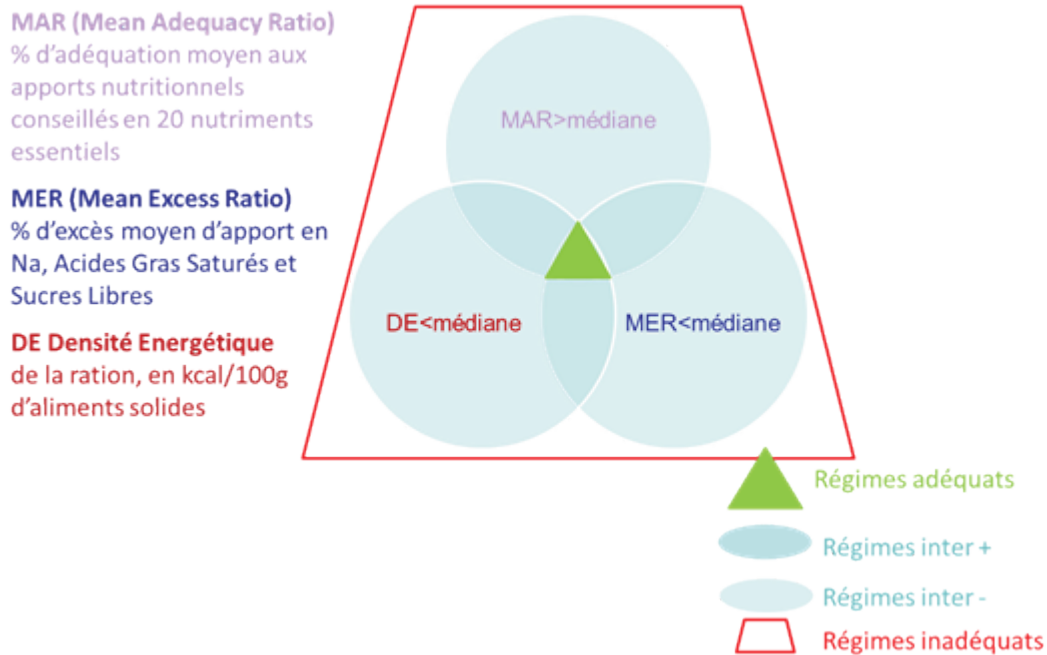 MAR (Mean Adequacy Ratio)
% d’adéquation moyen aux
apports nutritionnels
conseillés en 20 nutriments
essentiels
MER (Mean Excess Ratio)
% d’excès moyen d’apport en
Na, Acides Gras Saturés et
Sucres Libres
DE Densité Energétique
de la ration, en kcal/100g
d’aliments solides
MAR>médiane
DE<médiane
MER<médiane
Régimes adéquats
Régimes inter +
Régimes inter -
Régimes inadéquats